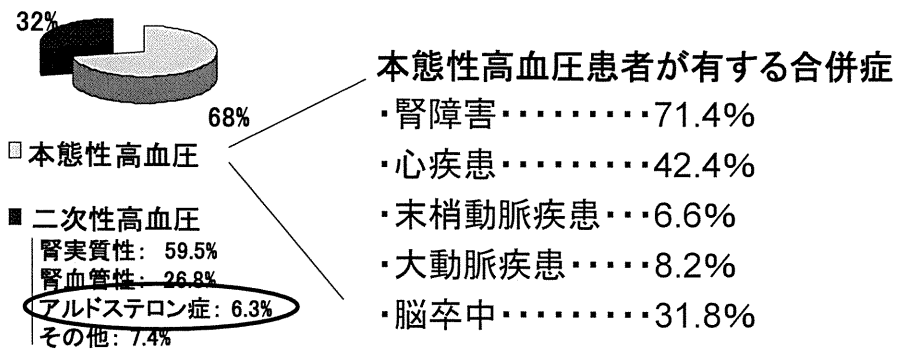 32%
68%
本態性高血圧
二次性高血圧
腎実質性： 59.5%
腎血管性： 26.8%
アルドステロン症： 6.3%
その他： 7.4%
本態性高血圧患者が有する合併症
・腎障害・・・・・・・・・71.4%
・心疾患・・・・・・・・・42.4%
・末梢動脈疾患・・・6.6%
・大動脈疾患・・・・・8.2%
・脳卒中・・・・・・・・・31.8%